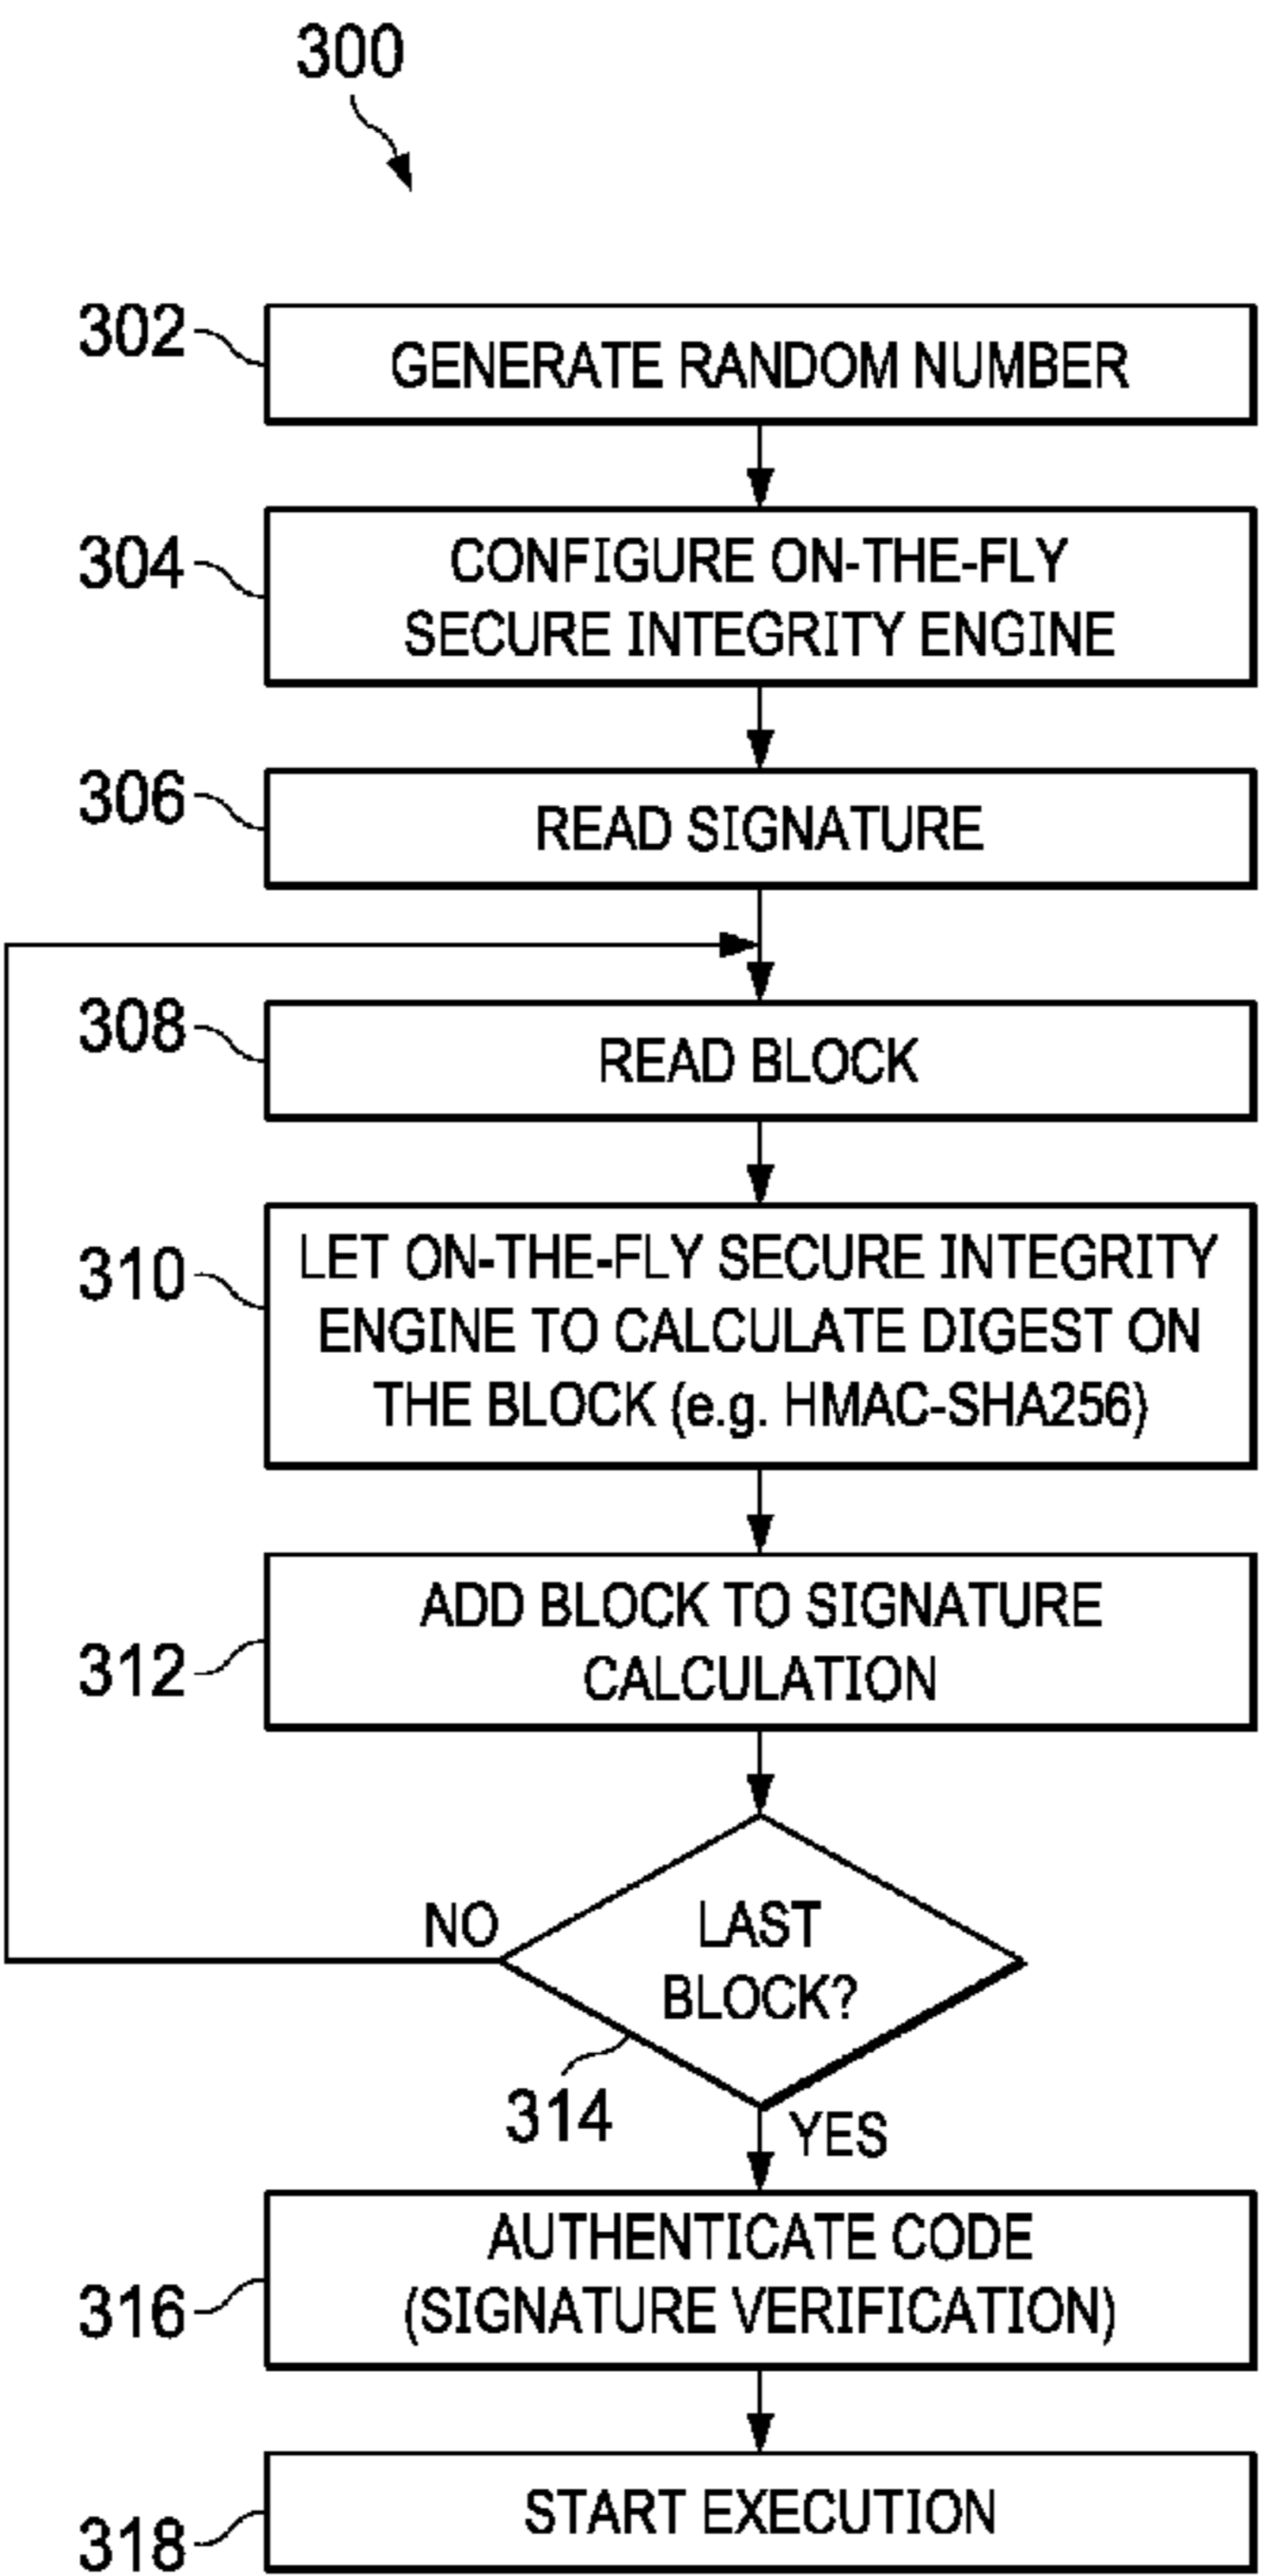 300
302
GENERATE RANDOM NUMBER
304
CONFIGURE ON-THE-FLY
SECURE INTEGRITY ENGINE
306
READ SIGNATURE
308
READ BLOCK
310
LET ON-THE-FLY SECURE INTEGRITY
ENGINE TO CALCULATE DIGEST ON
THE BLOCK (e.g. HMAC-SHA256)
312
ADD BLOCK TO SIGNATURE
CALCULATION
NO
LAST
BLOCK?
314
YES
316
AUTHENTICATE CODE
(SIGNATURE VERIFICATION)
318
START EXECUTION